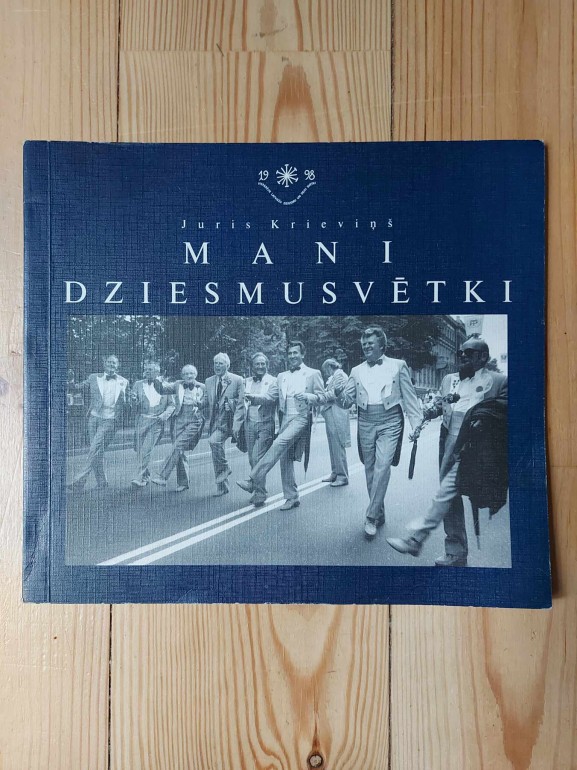 19 98
Juris Krieviņš
MANI
DZIESMUSVĒTKI